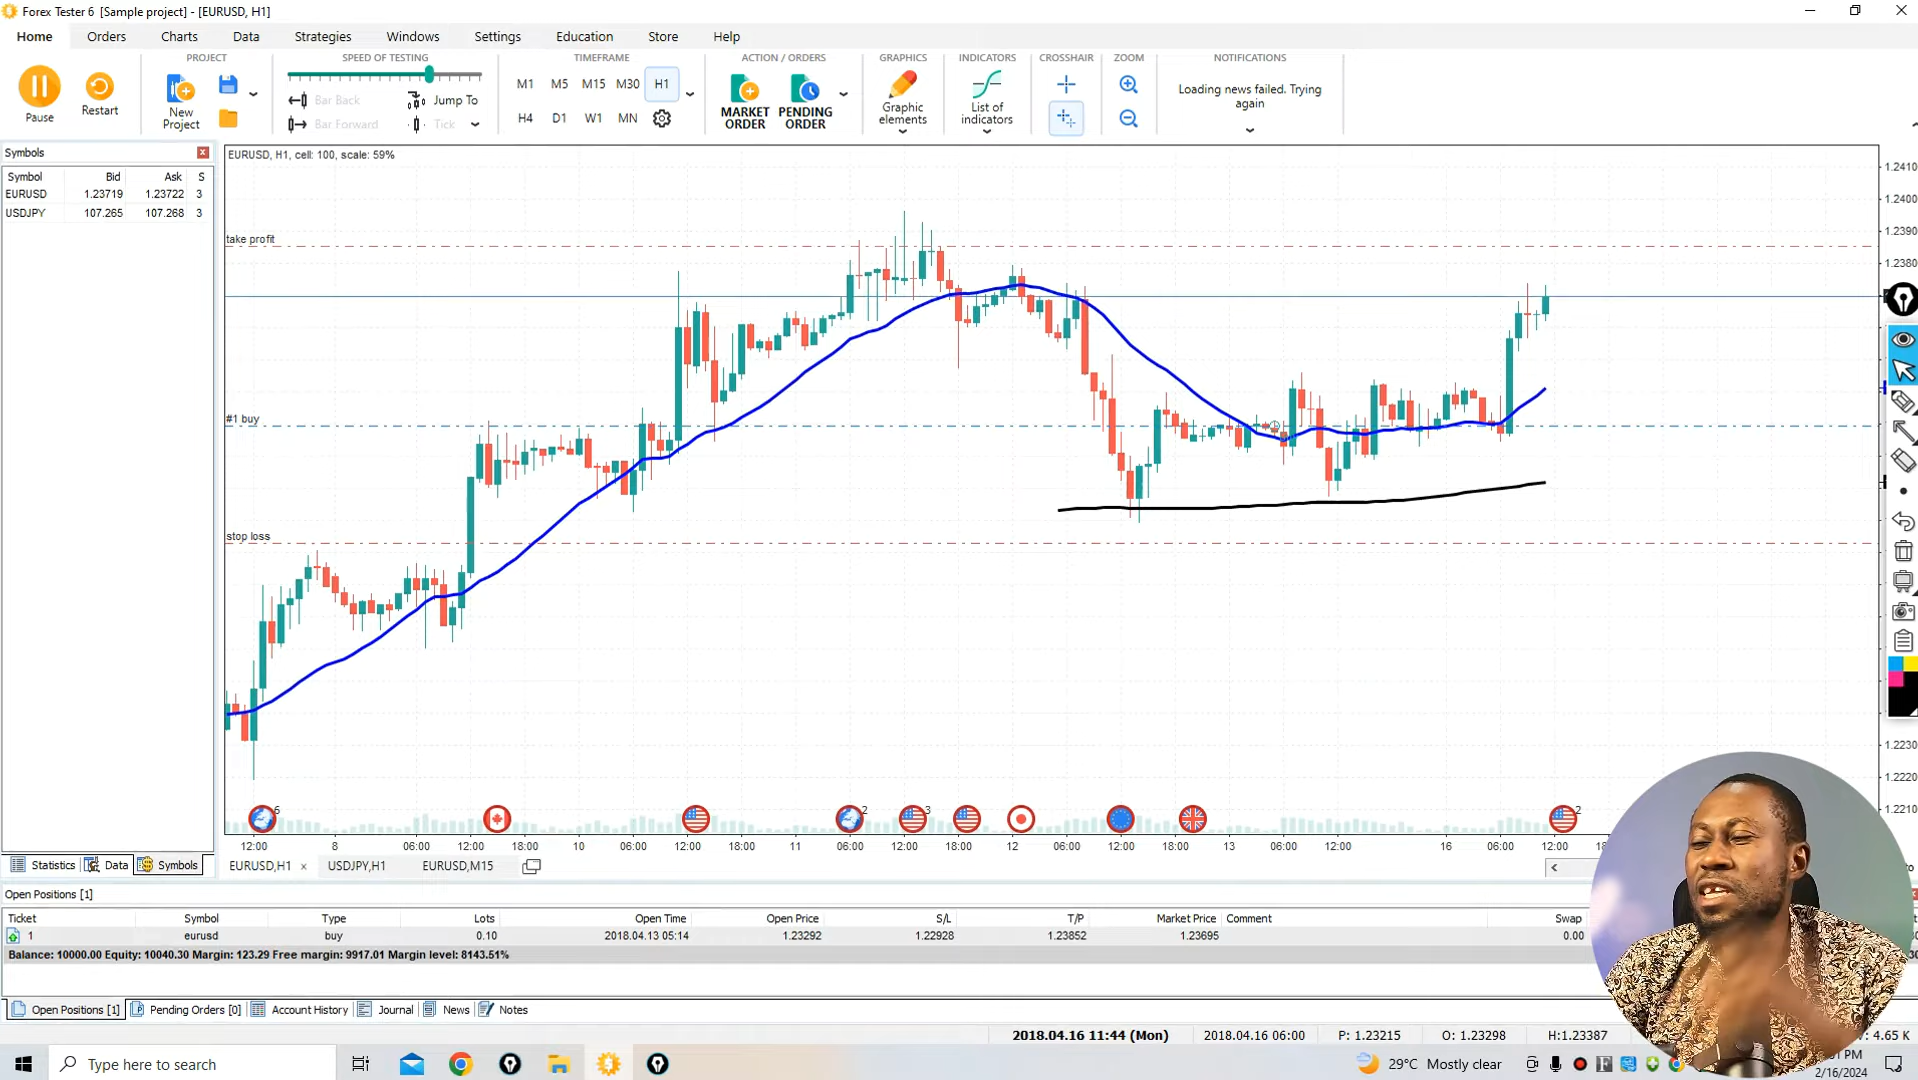 Forex Tester 6 [Sample project] - [EURUSD, H1]
Home Orders Charts Data Strategies Windows Settings Education Store Help
PROJECT SPEED OF TESTING TIMEFRAME ACTION / ORDERS GRAPHICS INDICATORS CROSSHAIR ZOOM NOTIFICATIONS
Pause
Restart
New Project
Bar Back
Jump To
Bar Forward
Tick
M1 M5 M15 M30 H1
H4 D1 W1 MN
MARKET ORDER
PENDING ORDER
Graphic elements
List of indicators
Loading news failed. Trying again
Symbols
Symbol Bid Ask S
EURUSD 1.23719 1.23722 3
USDJPY 107.265 107.268 3
EURUSD, H1, cell: 100, scale: 59%
take profit
#1 buy
stop loss
1.2410
1.2400
1.2390
1.2380
1.2230
1.2220
1.2210
6 2 3 2
12:00 8 06:00 12:00 18:00 10 06:00 12:00 18:00 11 06:00 12:00 18:00 12 06:00 12:00 18:00 13 06:00 12:00 16 06:00 12:00
Statistics Data Symbols
EURUSD,H1 × USDJPY,H1 EURUSD,M15
Open Positions [1]
Ticket Symbol Type Lots Open Time Open Price S/L T/P Market Price Comment Swap
1 eurusd buy 0.10 2018.04.13 05:14 1.23292 1.22928 1.23852 1.23695 0.00
Balance: 10000.00 Equity: 10040.30 Margin: 123.29 Free margin: 9917.01 Margin level: 8143.51%
Open Positions [1] Pending Orders [0] Account History Journal News Notes
2018.04.16 11:44 (Mon) 2018.04.16 06:00 P: 1.23215 O: 1.23298 H:1.23387 4.65 K
Type here to search
29°C Mostly clear
PM
2/16/2024